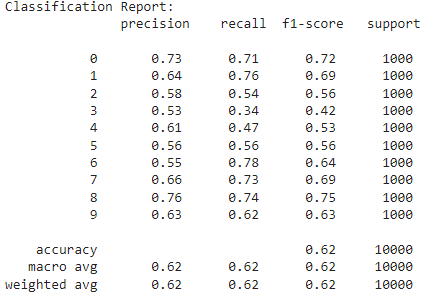 Classification Report:
precision recall f1-score support
0 0.73 0.71 0.72 1000
1 0.64 0.76 0.69 1000
2 0.58 0.54 0.56 1000
3 0.53 0.34 0.42 1000
4 0.61 0.47 0.53 1000
5 0.56 0.56 0.56 1000
6 0.55 0.78 0.64 1000
7 0.66 0.73 0.69 1000
8 0.76 0.74 0.75 1000
9 0.63 0.62 0.63 1000
accuracy 0.62 10000
macro avg 0.62 0.62 0.62 10000
weighted avg 0.62 0.62 0.62 10000